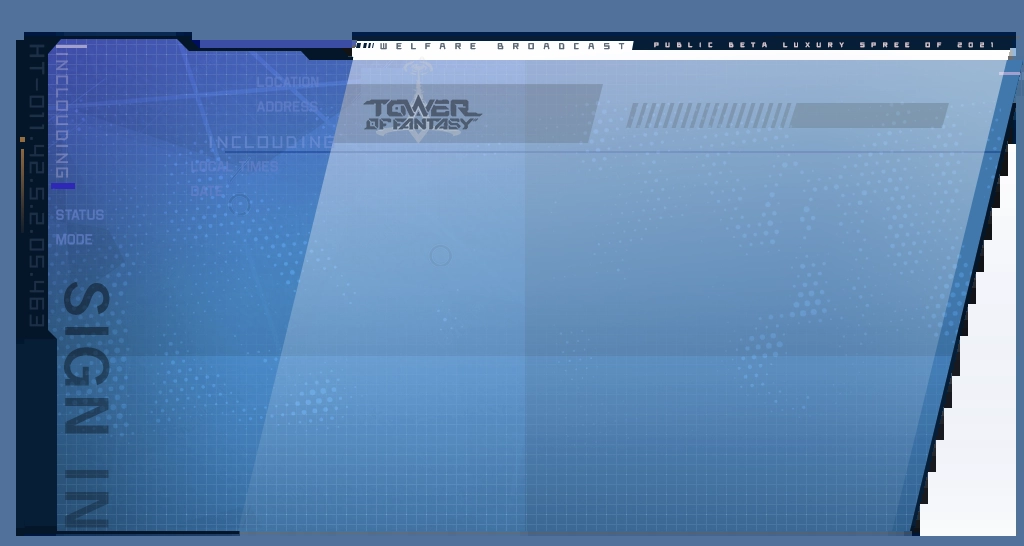 WELFARE BROADCAST
PUBLIC BETA LUXURY SPREE OF 2021
HT-011.42.5.2.05.463
INCLOUDING
LOCATION
ADDRESS
TOWER
OF FANTASY
INCLOUDING
LOCAL TIMES
DATE
STATUS
MODE
SIGN IN